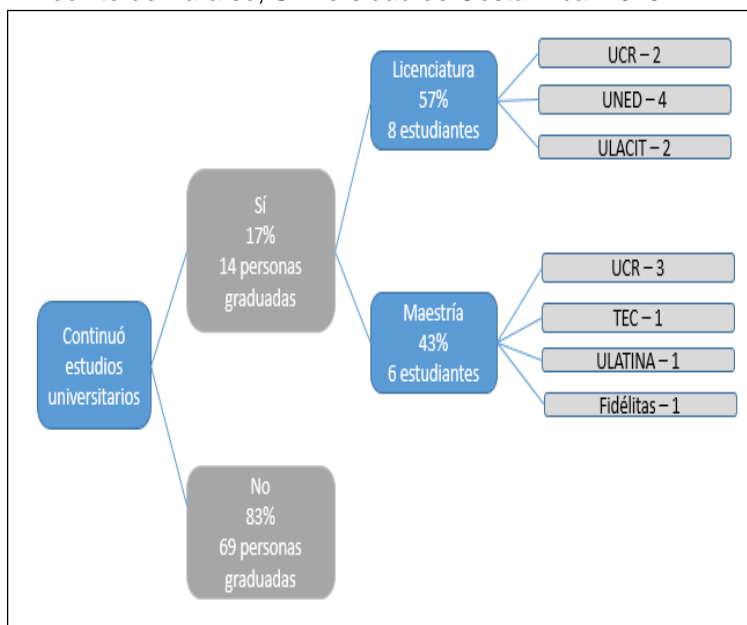 Continuó
estudios
universitarios
Sí
17%
14 personas
graduadas
No
83%
69 personas
graduadas
Licenciatura
57%
8 estudiantes
Maestría
43%
6 estudiantes
UCR – 2
UNED – 4
ULACIT – 2
UCR – 3
TEC – 1
ULATINA – 1
Fidélitas – 1